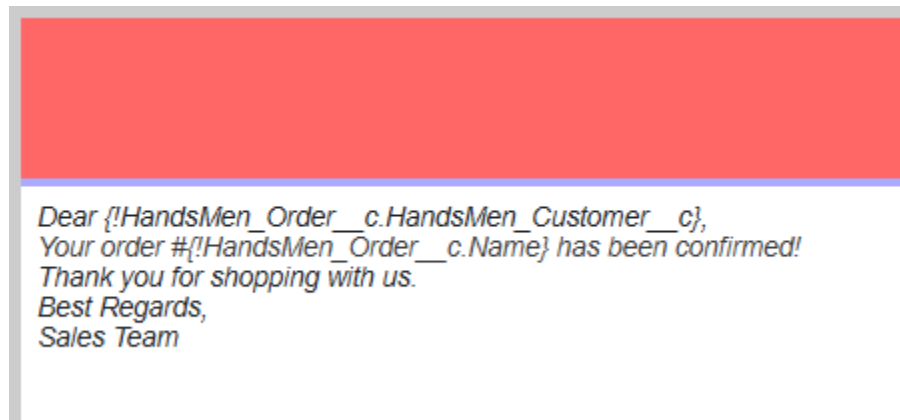 Dear {!HandsMen_Order__c.HandsMen_Customer__c},
Your order #{!HandsMen_Order__c.Name} has been confirmed!
Thank you for shopping with us.
Best Regards,
Sales Team